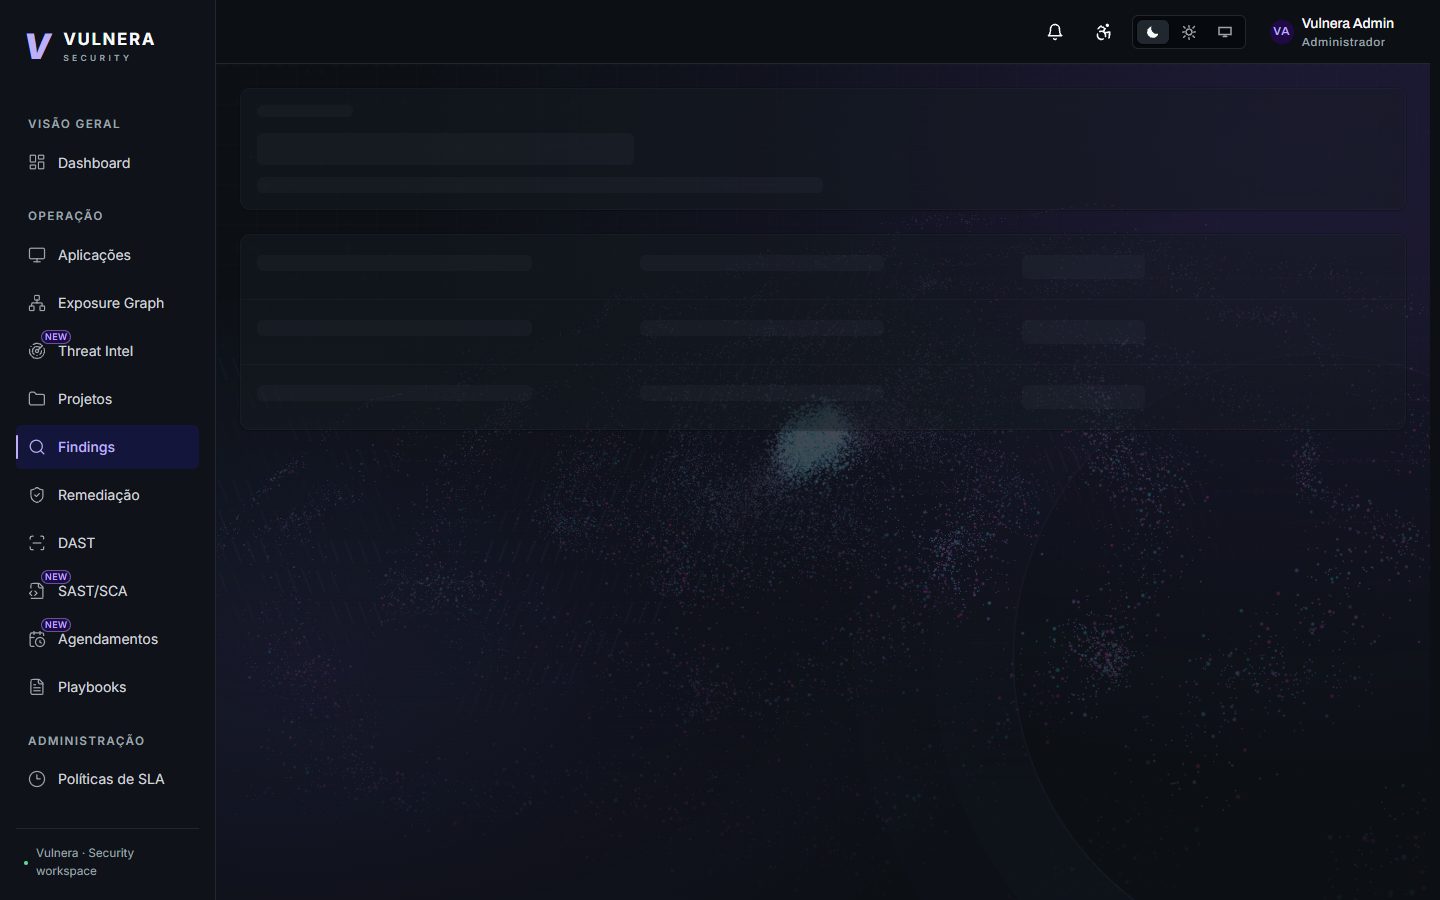 VULNERA
SECURITY
VISÃO GERAL
Dashboard
OPERAÇÃO
Aplicações
Exposure Graph
NEW
Threat Intel
Projetos
Findings
Remediação
DAST
NEW
SAST/SCA
NEW
Agendamentos
Playbooks
ADMINISTRAÇÃO
Políticas de SLA
Vulnera · Security
workspace
VA
Vulnera Admin
Administrador